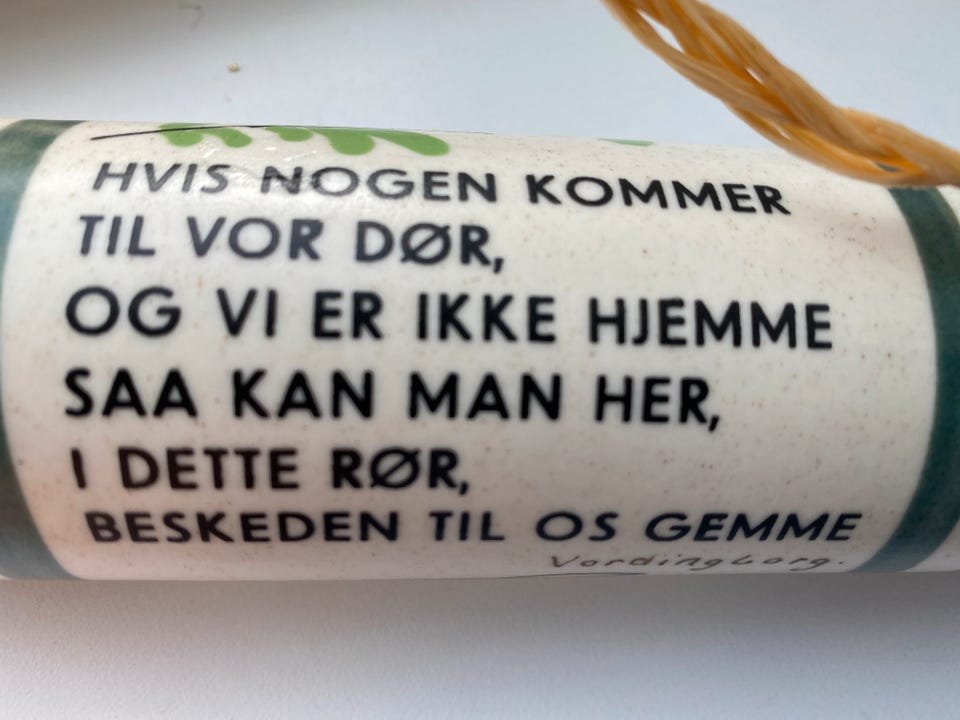 HVIS NOGEN KOMMER
TIL VOR DØR,
OG VI ER IKKE HJEMME
SAA KAN MAN HER,
I DETTE RØR,
BESKEDEN TIL OS GEMME
Vordingborg.